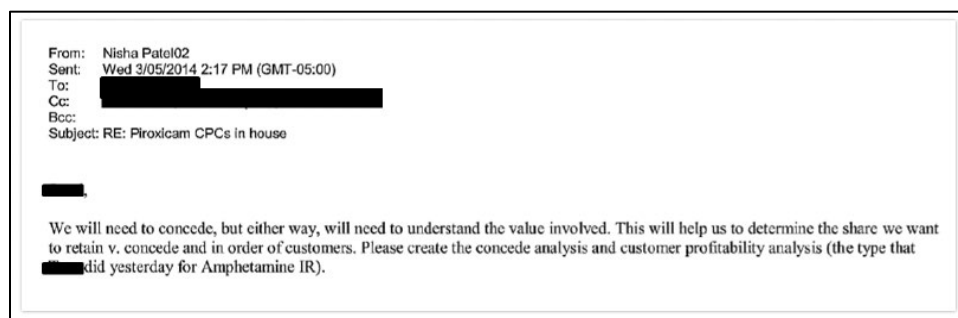 From: Nisha Patel02
Sent: Wed 3/05/2014 2:17 PM (GMT-05:00)
To:
Cc:
Bcc:
Subject: RE: Piroxicam CPCs in house
,
We will need to concede, but either way, will need to understand the value involved. This will help us to determine the share we want
to retain v. concede and in order of customers. Please create the concede analysis and customer profitability analysis (the type that
did yesterday for Amphetamine IR).